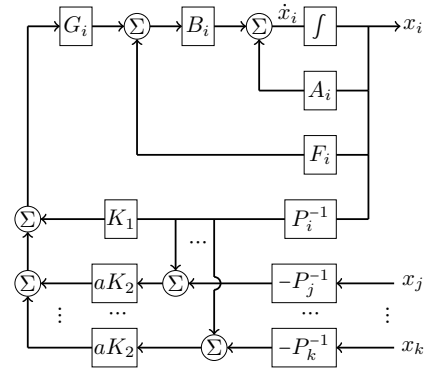 G_i Σ B_i Σ ẋ_i ∫ x_i
A_i
F_i
Σ K_1 P_i^{-1}
...
Σ aK_2 Σ -P_j^{-1} x_j
⋮ ... ... ⋮
aK_2 Σ -P_k^{-1} x_k